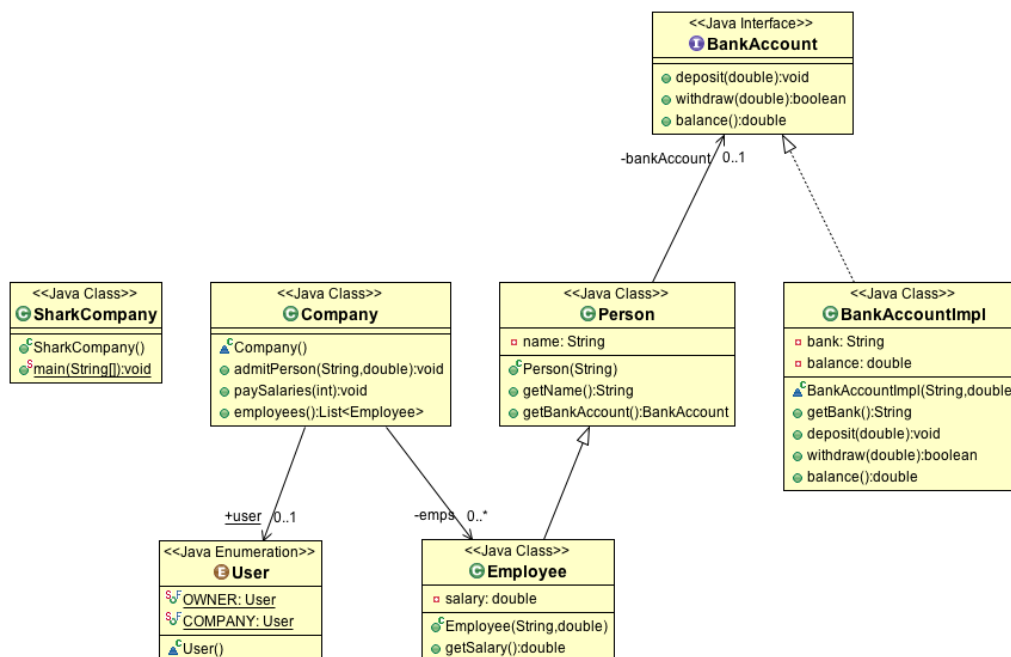 <<Java Interface>>
BankAccount
deposit(double):void
withdraw(double):boolean
balance():double
-bankAccount 0..1
<<Java Class>>
SharkCompany
SharkCompany()
main(String[]):void
<<Java Class>>
Company
Company()
admitPerson(String,double):void
paySalaries(int):void
employees():List<Employee>
<<Java Class>>
Person
name: String
Person(String)
getName():String
getBankAccount():BankAccount
<<Java Class>>
BankAccountImpl
bank: String
balance: double
BankAccountImpl(String,double
getBank():String
deposit(double):void
withdraw(double):boolean
balance():double
+user 0..1
-emps 0..*
<<Java Enumeration>>
User
OWNER: User
COMPANY: User
User()
<<Java Class>>
Employee
salary: double
Employee(String,double)
getSalary():double